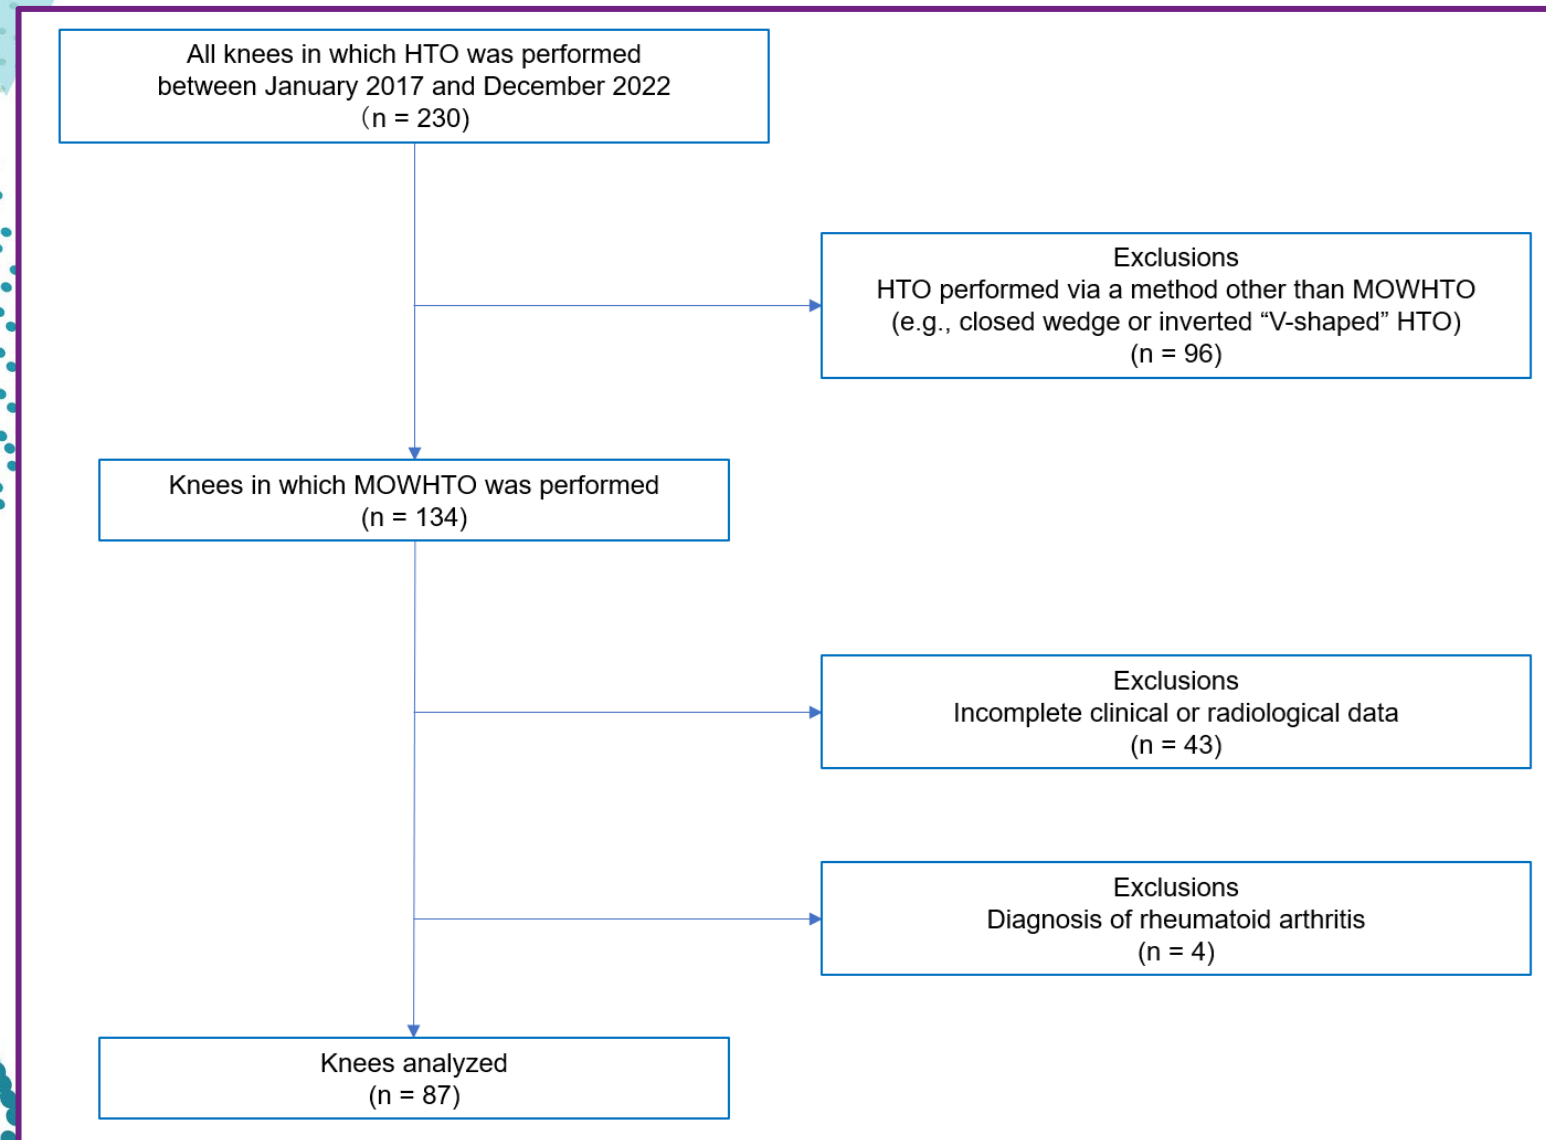 All knees in which HTO was performed
between January 2017 and December 2022
（n = 230)
Exclusions
HTO performed via a method other than MOWHTO
(e.g., closed wedge or inverted “V-shaped” HTO)
(n = 96)
Knees in which MOWHTO was performed
(n = 134)
Exclusions
Incomplete clinical or radiological data
(n = 43)
Exclusions
Diagnosis of rheumatoid arthritis
(n = 4)
Knees analyzed
(n = 87)